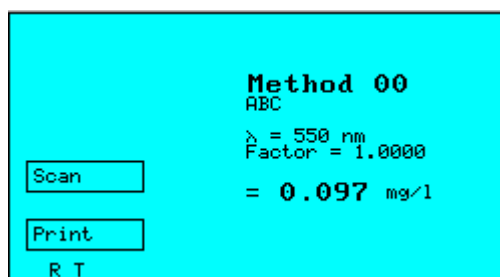 Method 00
ABC
λ = 550 nm
Factor = 1.0000
Scan
= 0.097 mg/l
Print
R T